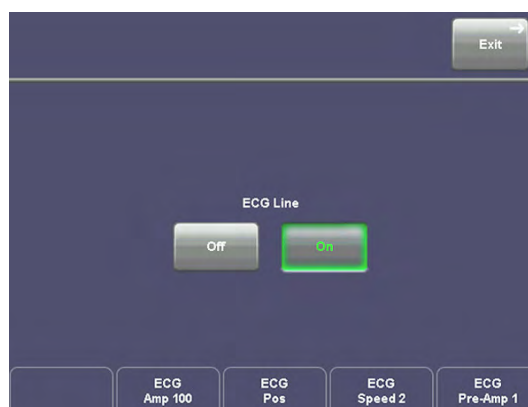 Exit
ECG Line
Off
On
ECG
Amp 100
ECG
Pos
ECG
Speed 2
ECG
Pre-Amp 1